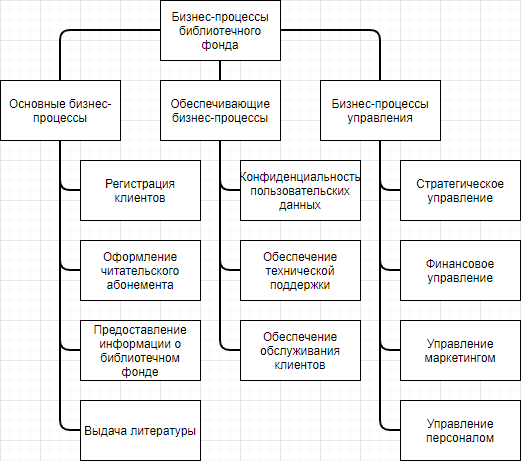 Бизнес-процессы
библиотечного
фонда
Основные бизнес-
процессы
Обеспечивающие
бизнес-процессы
Бизнес-процессы
управления
Регистрация
клиентов
Оформление
читательского
абонемента
Предоставление
информации о
библиотечном
фонде
Выдача литературы
Конфиденциальность
пользовательских
данных
Обеспечение
технической
поддержки
Обеспечение
обслуживания
клиентов
Стратегическое
управление
Финансовое
управление
Управление
маркетингом
Управление
персоналом